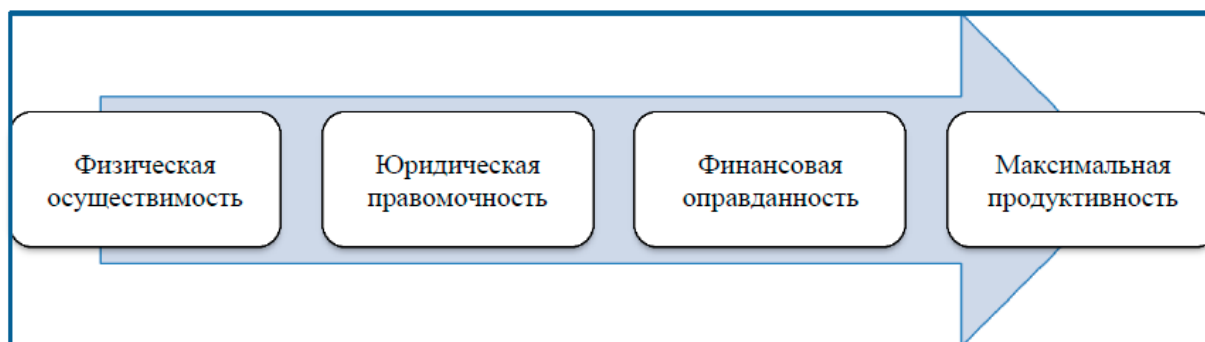 Физическая
осуществимость
Юридическая
правомочность
Финансовая
оправданность
Максимальная
продуктивность